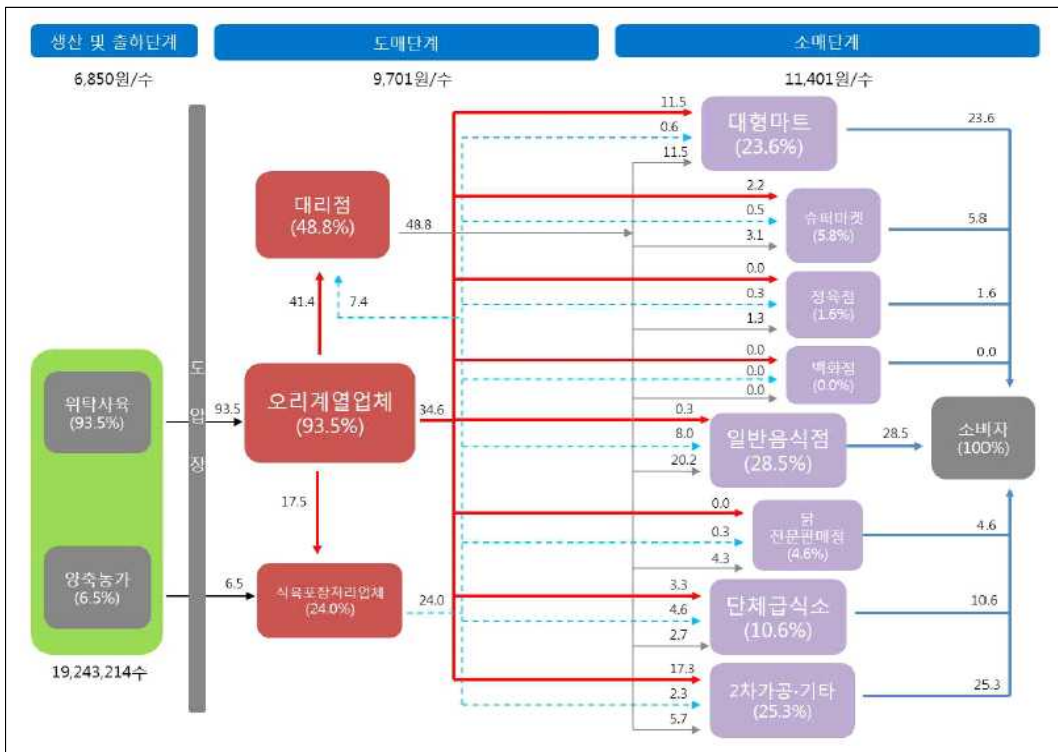 생산 및 출하단계
도매단계
소매단계
6,850원/수
9,701원/수
11,401원/수
11.5
0.6
11.5
대형마트
(23.6%)
23.6
대리점
(48.8%)
48.8
2.2
0.5
3.1
슈퍼마켓
(5.8%)
5.8
41.4
7.4
0.0
0.3
1.3
정육점
(1.6%)
1.6
0.0
0.0
0.0
백화점
(0.0%)
0.0
도
압
장
위탁사육
(93.5%)
93.5
오리계열업체
(93.5%)
34.6
0.3
8.0
20.2
일반음식점
(28.5%)
28.5
소비자
(100%)
17.5
0.0
0.3
4.3
닭
전문판매점
(4.6%)
4.6
양축농가
(6.5%)
6.5
식육포장처리업체
(24.0%)
24.0
3.3
4.6
2.7
단체급식소
(10.6%)
10.6
19,243,214수
17.3
2.3
5.7
2차가공·기타
(25.3%)
25.3